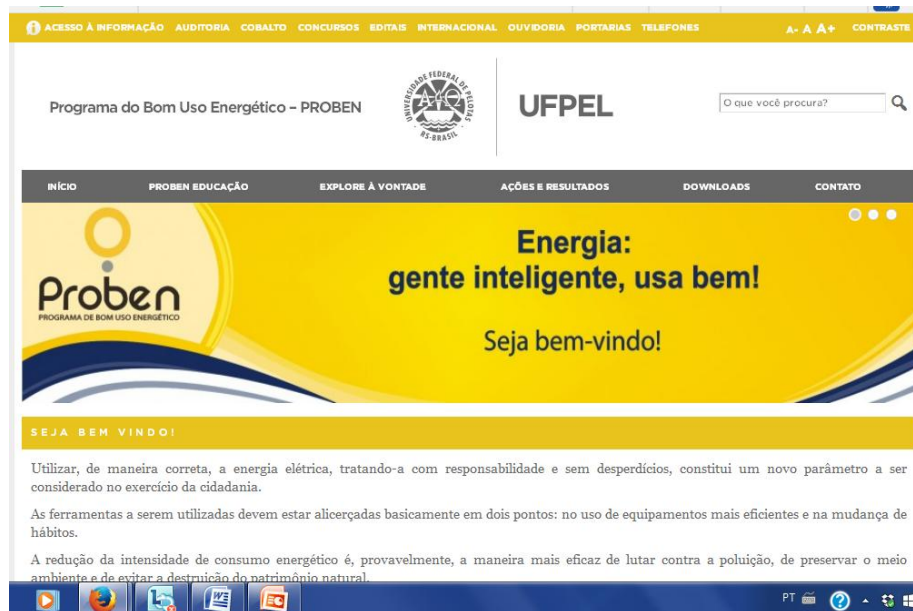 ACESSO À INFORMAÇÃO AUDITORIA COBALTO CONCURSOS EDITAIS INTERNACIONAL OUVIDORIA PORTARIAS TELEFONES A- A A+ CONTRASTE
Programa do Bom Uso Energético – PROBEN
UNIVERSIDADE FEDERAL DE PELOTAS
RS-BRASIL
UFPEL
O que você procura?
INÍCIO PROBEN EDUCAÇÃO EXPLORE À VONTADE AÇÕES E RESULTADOS DOWNLOADS CONTATO
Proben
PROGRAMA DE BOM USO ENERGÉTICO
Energia:
gente inteligente, usa bem!
Seja bem-vindo!
SEJA BEM VINDO!
Utilizar, de maneira correta, a energia elétrica, tratando-a com responsabilidade e sem desperdícios, constitui um novo parâmetro a ser
considerado no exercício da cidadania.
As ferramentas a serem utilizadas devem estar alicerçadas basicamente em dois pontos: no uso de equipamentos mais eficientes e na mudança de
hábitos.
A redução da intensidade de consumo energético é, provavelmente, a maneira mais eficaz de lutar contra a poluição, de preservar o meio
ambiente e de evitar a destruição do patrimônio natural.
PT